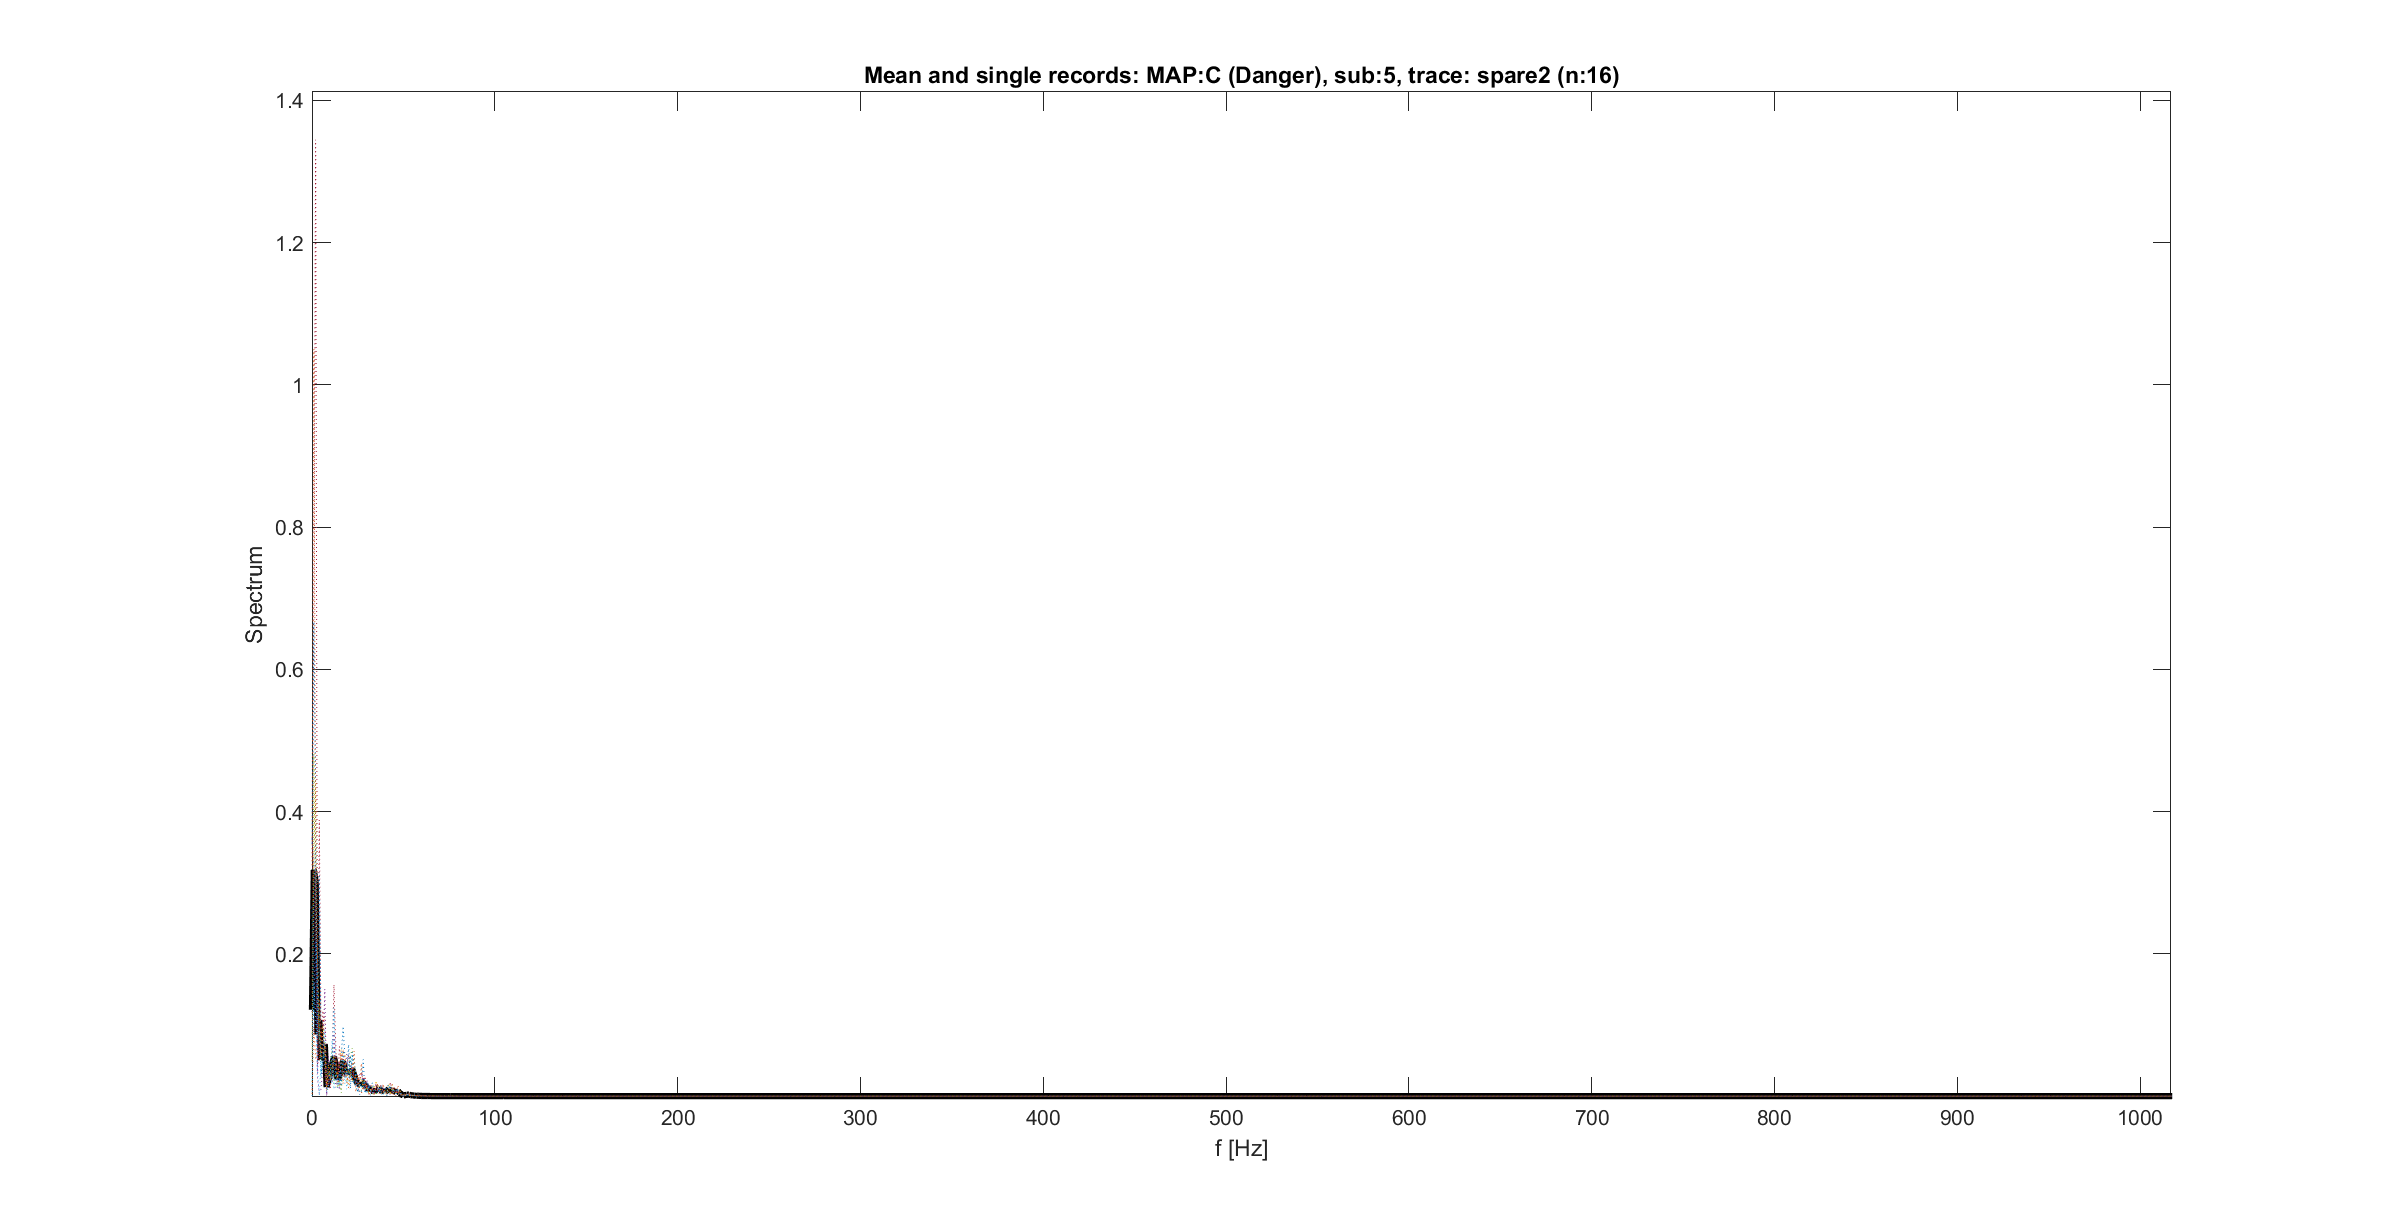 Mean and single records: MAP:C (Danger), sub:5, trace: spare2 (n:16)
1.4
1.2
1
0.8
0.6
0.4
0.2
Spectrum
0 100 200 300 400 500 600 700 800 900 1000
f [Hz]